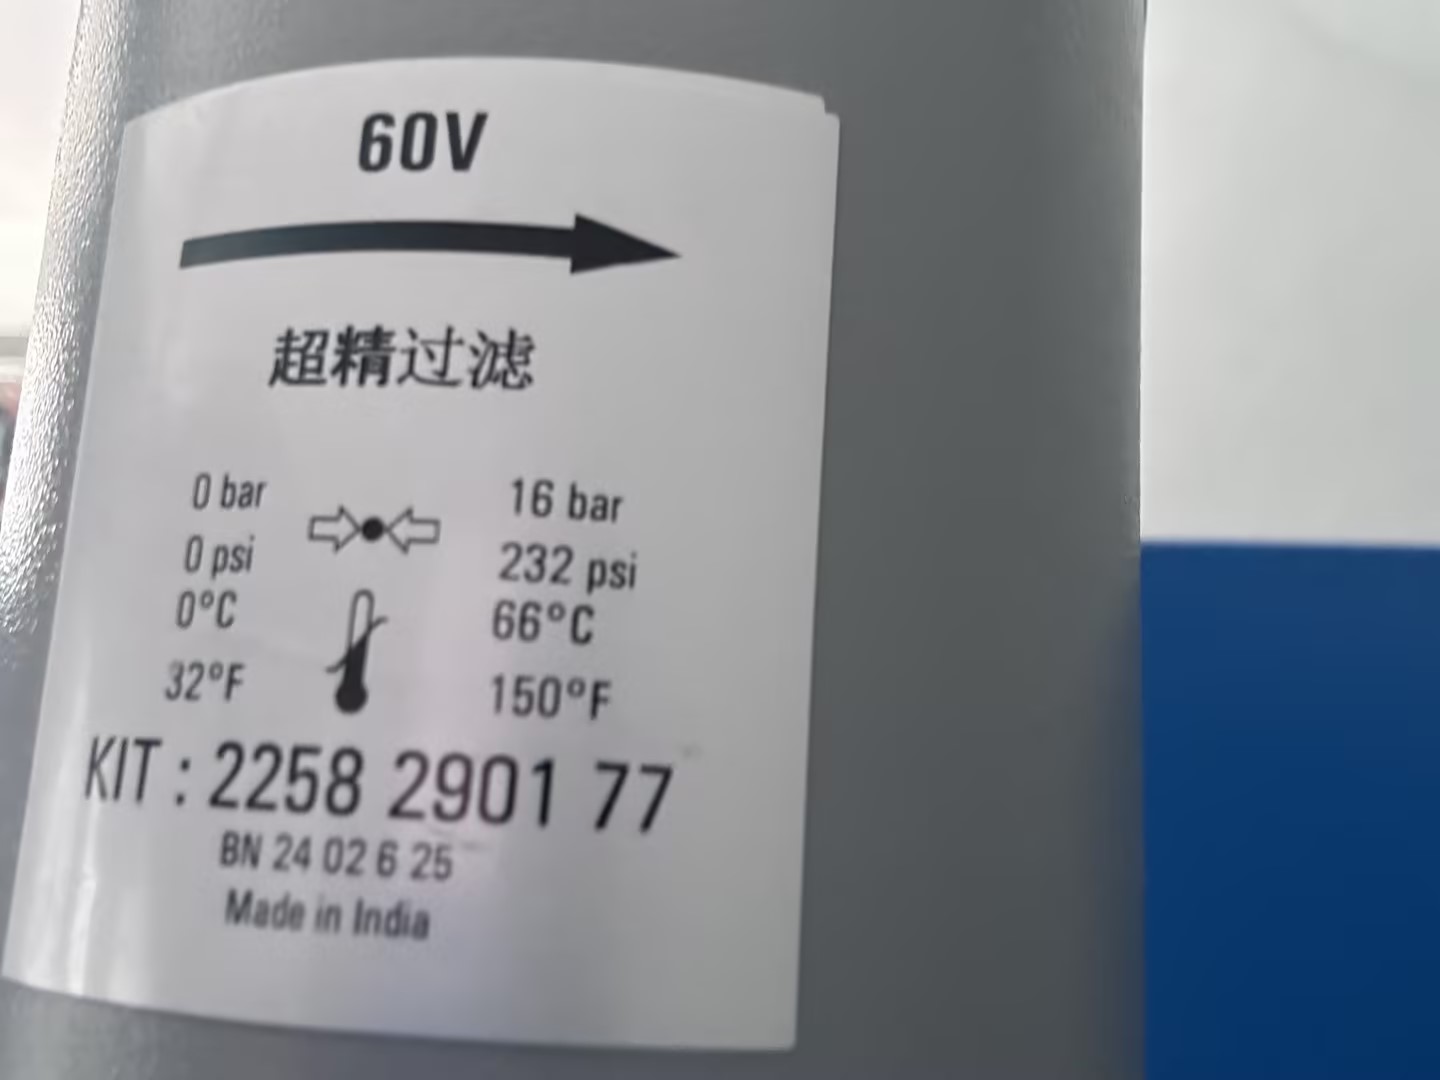 60V
超精过滤
0 bar 16 bar
0 psi 232 psi
0°C 66°C
32°F 150°F
KIT : 2258 2901 77
BN 24 02 6 25
Made in India